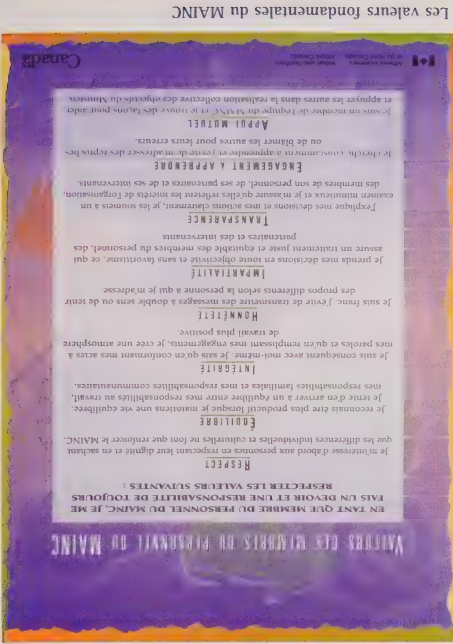 VALEURS DES MEMBRES DU PERSONNEL DU MAINC
EN TANT QUE MEMBRE DU PERSONNEL DU MAINC, JE ME
FAIS UN DEVOIR ET UNE RESPONSABILITÉ DE TOUJOURS
RESPECTER LES VALEURS SUIVANTES :
RESPECT
Je m'intéresse d'abord aux personnes en respectant leur dignité et en sachant
que les différences individuelles et culturelles ne font que renforcer le MAINC.
ÉQUILIBRE
Je reconnais être plus productif lorsque je maintiens une vie équilibrée.
Je tente d'en arriver à un équilibre entre mes responsabilités au travail,
mes responsabilités familiales et mes responsabilités communautaires.
INTÉGRITÉ
Je suis conséquent avec moi-même. Je sais qu'en conformant mes actes à
mes paroles et qu'en remplissant mes engagements, je crée une atmosphère
de travail plus positive.
HONNÊTETÉ
Je suis franc. J'évite de transmettre des messages à double sens ou de tenir
des propos différents selon la personne à qui je m'adresse.
IMPARTIALITÉ
Je prends mes décisions en toute objectivité et sans favoritisme, ce qui
assure un traitement juste et équitable des membres du personnel, des
partenaires et des intervenants
TRANSPARENCE
J'explique mes décisions et mes actions clairement, je les soumets à un
examen minutieux et je m'assure qu'elles reflètent les intérêts de l'organisation,
des membres de son personnel, de ses partenaires et de ses intervenants.
ENGAGEMENT À APPRENDRE
Je cherche constamment à apprendre et j'évite de m'adresser des reproches
ou de blâmer les autres pour leurs erreurs.
APPUI MUTUEL
Je suis un membre de l'équipe du MAINC et je trouve des façons pour aider
et appuyer les autres dans la réalisation collective des objectifs du Ministère
Affaires indiennes
et du Nord Canada
Indian and Northern
Affairs Canada
Canada
Les valeurs fondamentales du MAINC